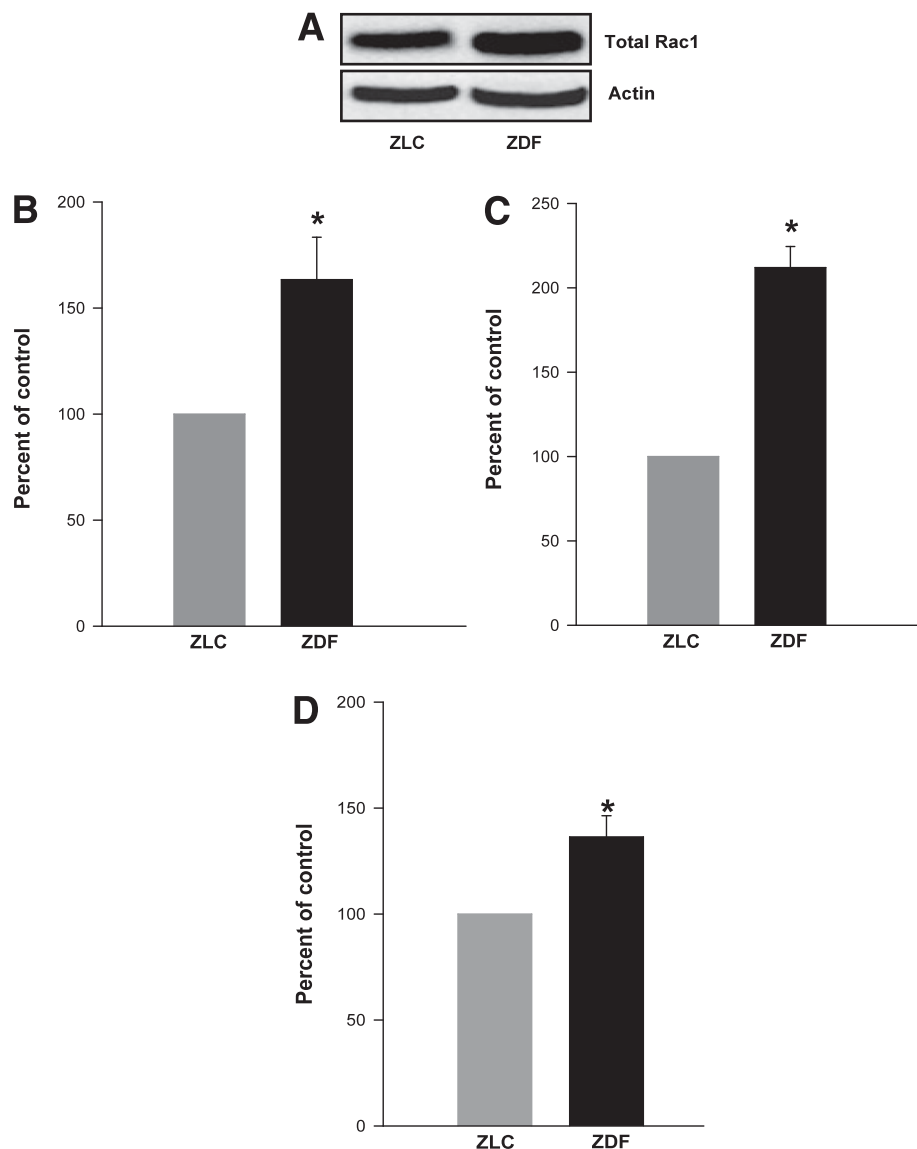 A
Total Rac1
Actin
ZLC ZDF
B
Percent of control
200
150
100
50
0
*
ZLC ZDF
C
Percent of control
250
200
150
100
50
0
*
ZLC ZDF
D
Percent of control
200
150
100
50
0
*
ZLC ZDF